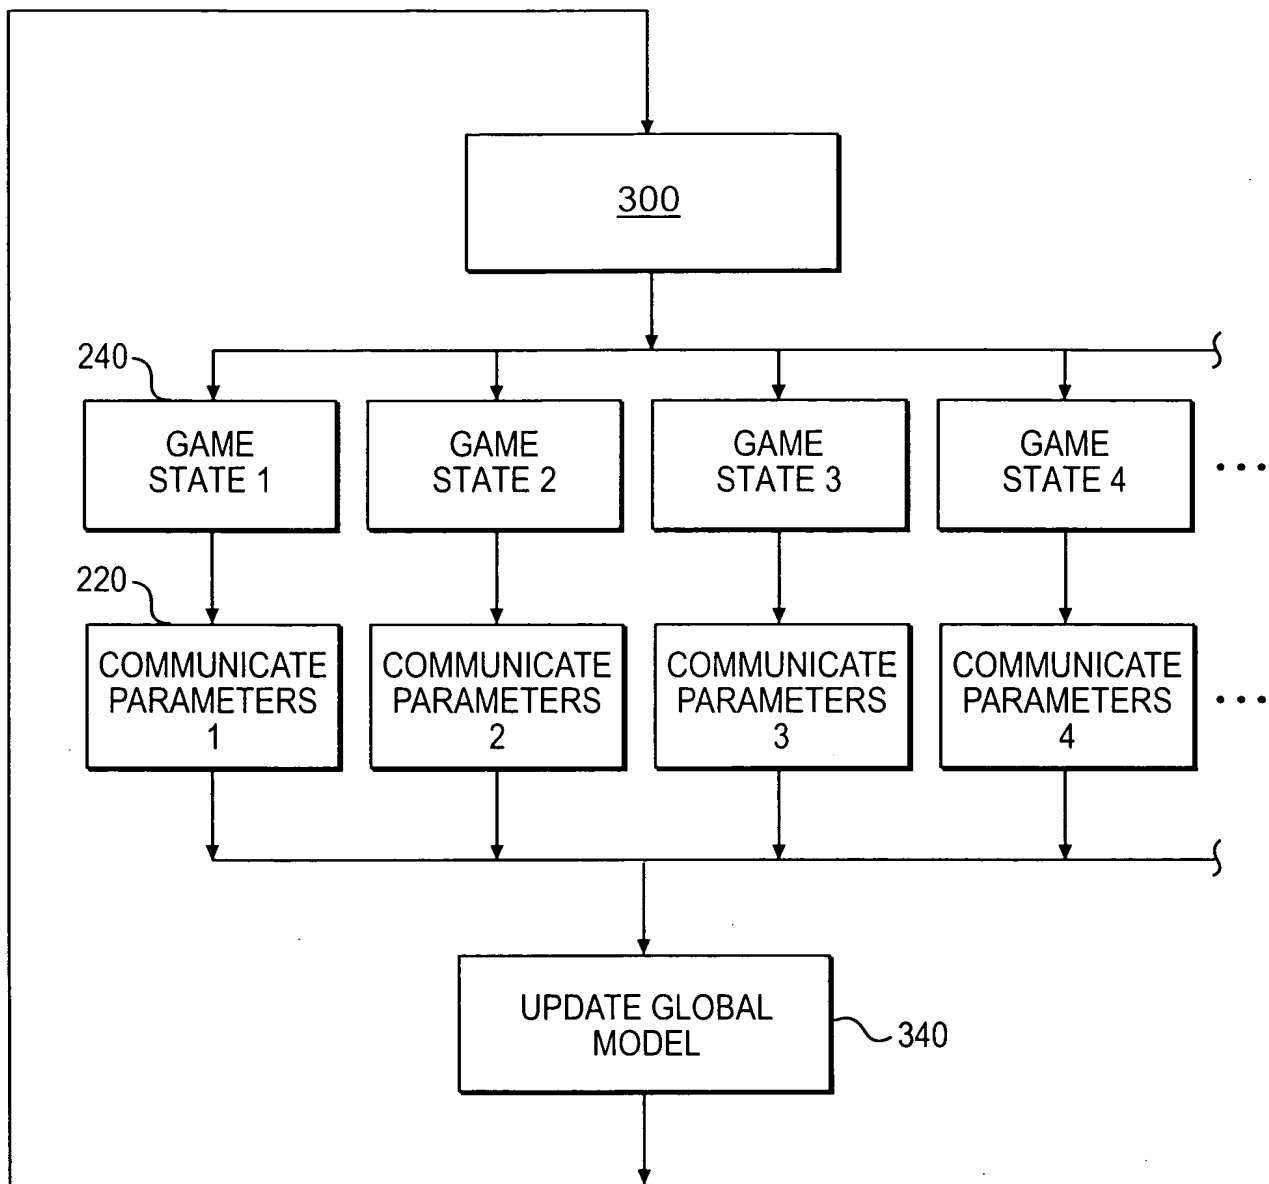 300
240
GAME
STATE 1
GAME
STATE 2
GAME
STATE 3
GAME
STATE 4
...
220
COMMUNICATE
PARAMETERS
1
COMMUNICATE
PARAMETERS
2
COMMUNICATE
PARAMETERS
3
COMMUNICATE
PARAMETERS
4
...
UPDATE GLOBAL
MODEL
340